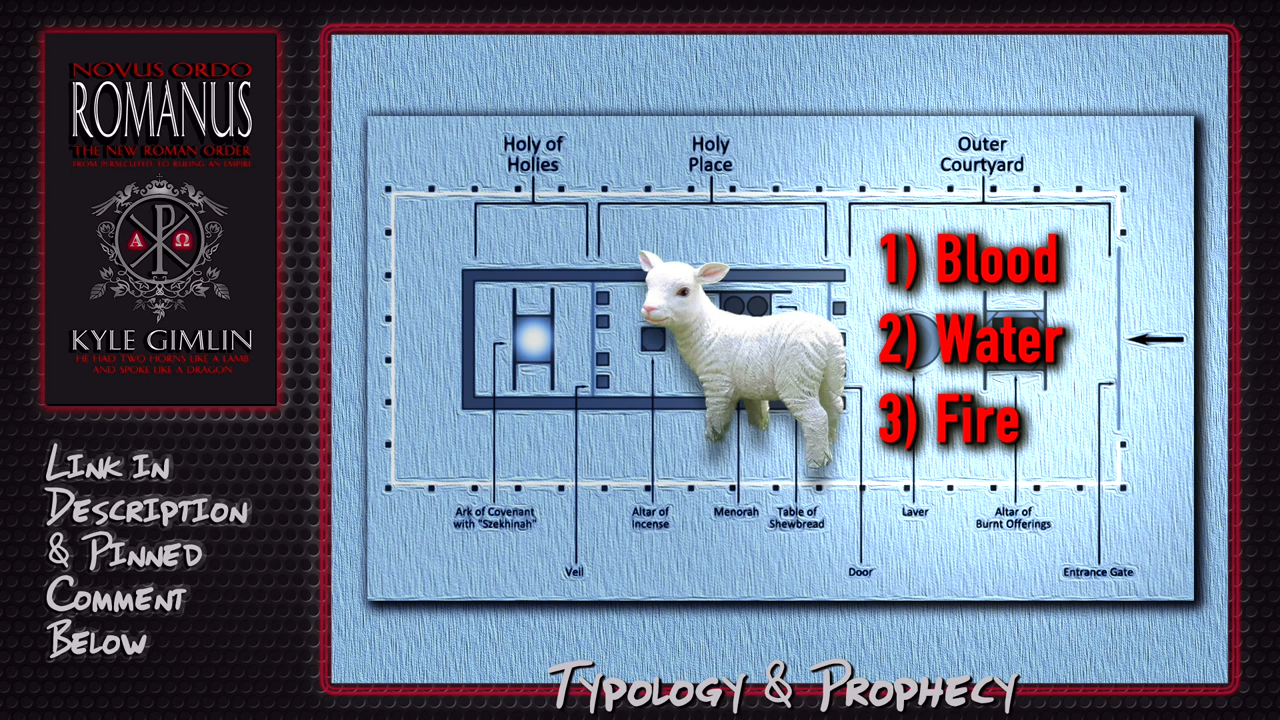 NOVUS ORDO
ROMANUS
THE NEW ROMAN ORDER
FROM PERSECUTED TO RULING AN EMPIRE
A Ω
KYLE GIMLIN
HE HAD TWO HORNS LIKE A LAMB
AND SPOKE LIKE A DRAGON
LINK IN
DESCRIPTION
& PINNED
COMMENT
BELOW
Holy of
Holies
Holy
Place
Outer
Courtyard
1) Blood
2) Water
3) Fire
Ark of Covenant
with "Szekhinah"
Altar of
Incense
Menorah
Table of
Shewbread
Laver
Altar of
Burnt Offerings
Veil
Door
Entrance Gate
TYPOLOGY & PROPHECY